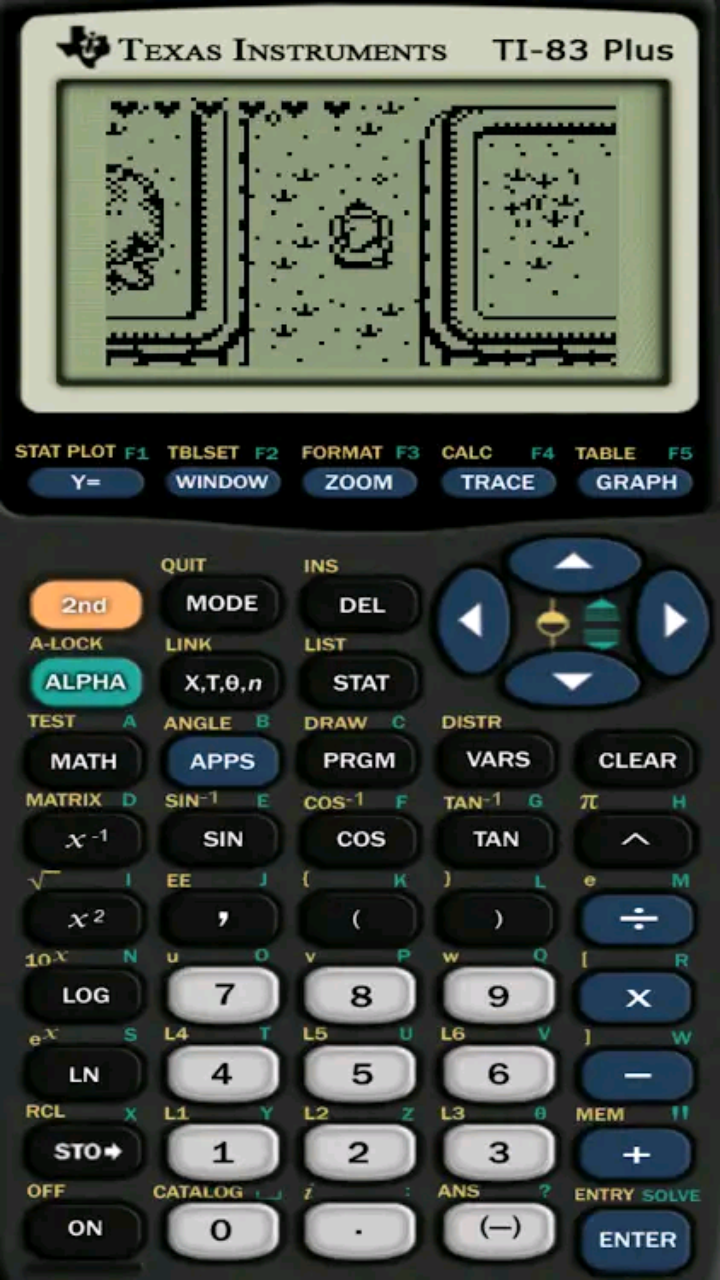 TEXAS INSTRUMENTS TI-83 Plus
STAT PLOT F1 TBLSET F2 FORMAT F3 CALC F4 TABLE F5
Y= WINDOW ZOOM TRACE GRAPH
QUIT INS
2nd MODE DEL
A-LOCK LINK LIST
ALPHA X,T,θ,n STAT
TEST A ANGLE B DRAW C DISTR
MATH APPS PRGM VARS CLEAR
MATRIX D SIN⁻¹ E COS⁻¹ F TAN⁻¹ G π H
x⁻¹ SIN COS TAN ^
√ I EE J { K } L e M
x² , ( ) ÷
10ˣ N u O v P w Q [ R
LOG 7 8 9 ×
eˣ S L4 T L5 U L6 V ] W
LN 4 5 6 −
RCL X L1 Y L2 Z L3 θ MEM "
STO➔ 1 2 3 +
OFF CATALOG ⎵ i : ANS ? ENTRY SOLVE
ON 0 . (−) ENTER